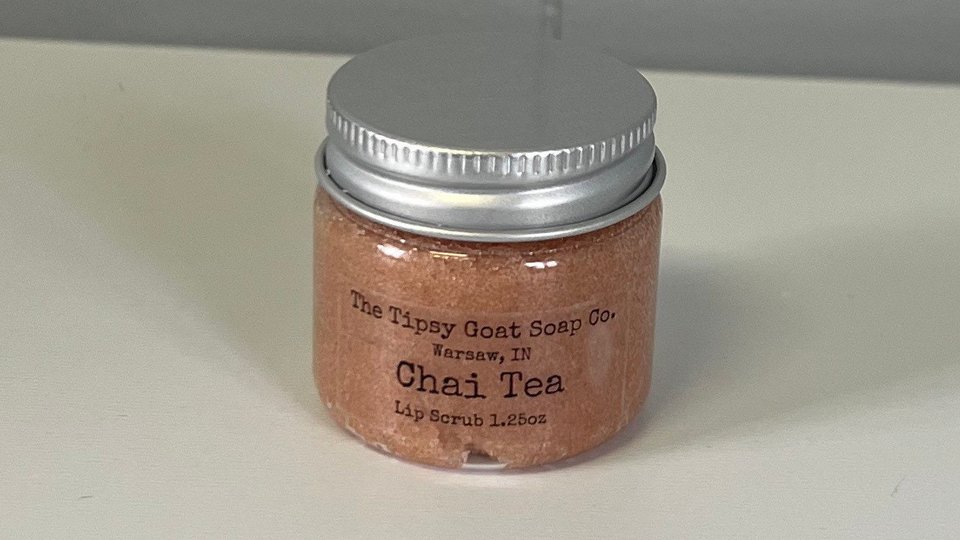 The Tipsy Goat Soap Co.
Warsaw, IN
Chai Tea
Lip Scrub 1.25oz